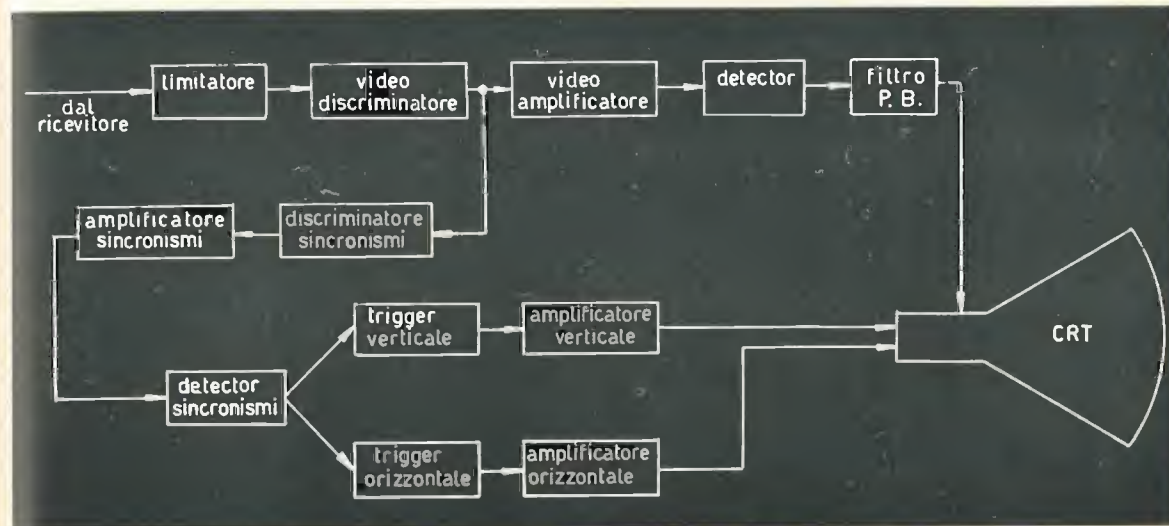 limitatore
video
discriminatore
video
amplificatore
detector
filtro
P. B.
dal
ricevitore
amplificatore
sincronismi
discriminatore
sincronismi
trigger
verticale
amplificatore
verticale
CRT
detector
sincronismi
trigger
orizzontale
amplificatore
orizzontale